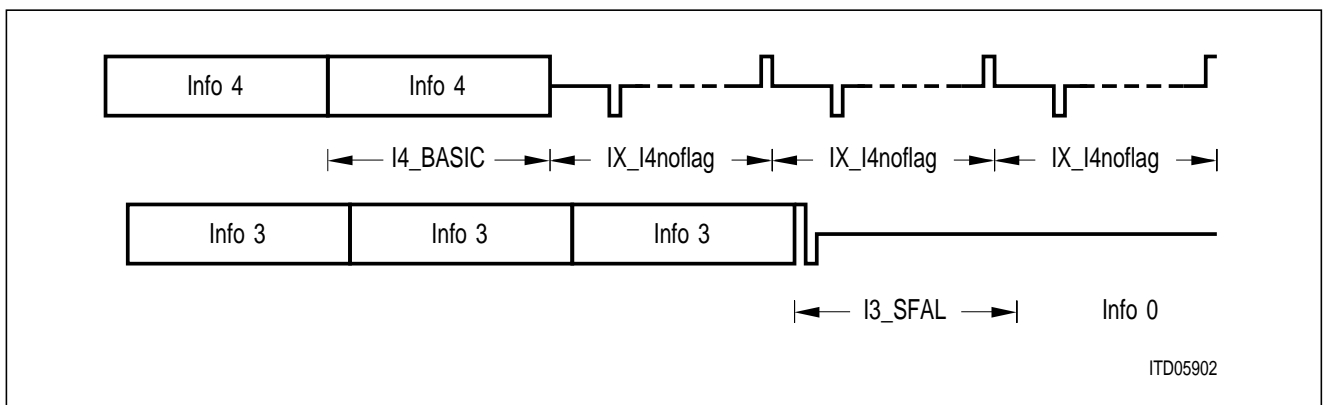 Info 4 Info 4
I4_BASIC IX_I4noflag IX_I4noflag IX_I4noflag
Info 3 Info 3 Info 3
I3_SFAL Info 0
ITD05902